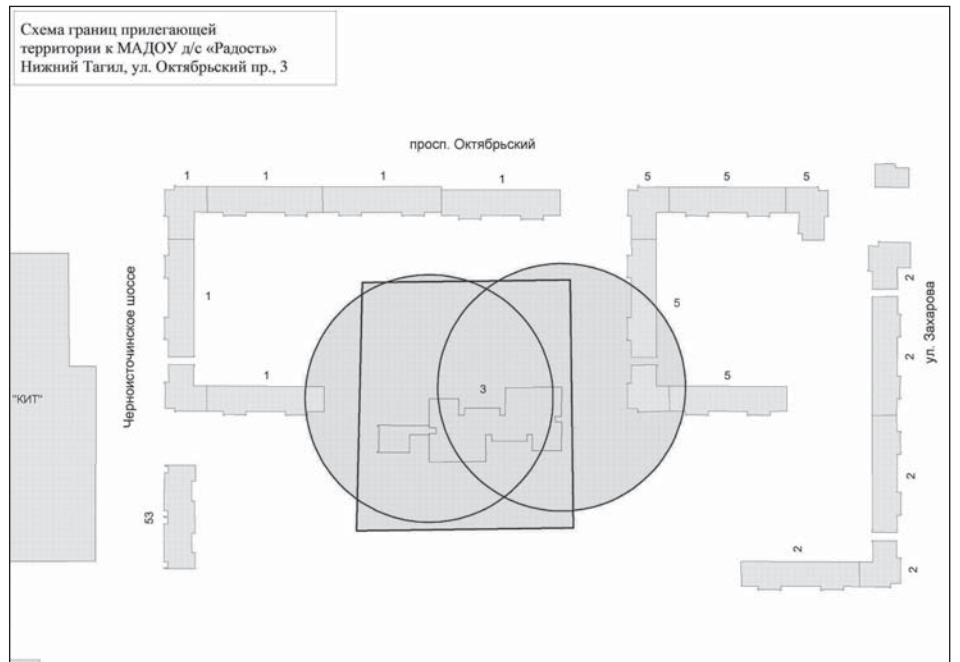 Схема границ прилегающей
территории к МАДОУ д/с «Радость»
Нижний Тагил, ул. Октябрьский пр., 3
просп. Октябрьский
1 1 1 1 5 5 5
2
1
5
2
Черноисточинское шоссе
ул. Захарова
"КИТ"
1
3
5
2
53
2
2